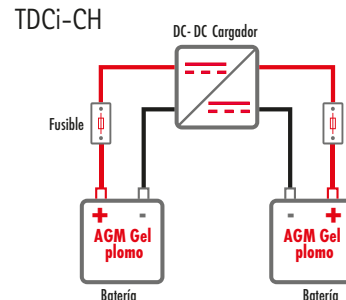 TDCi-CH
DC- DC Cargador
Fusible
+ -
AGM Gel
plomo
Batería
- +
AGM Gel
plomo
Batería